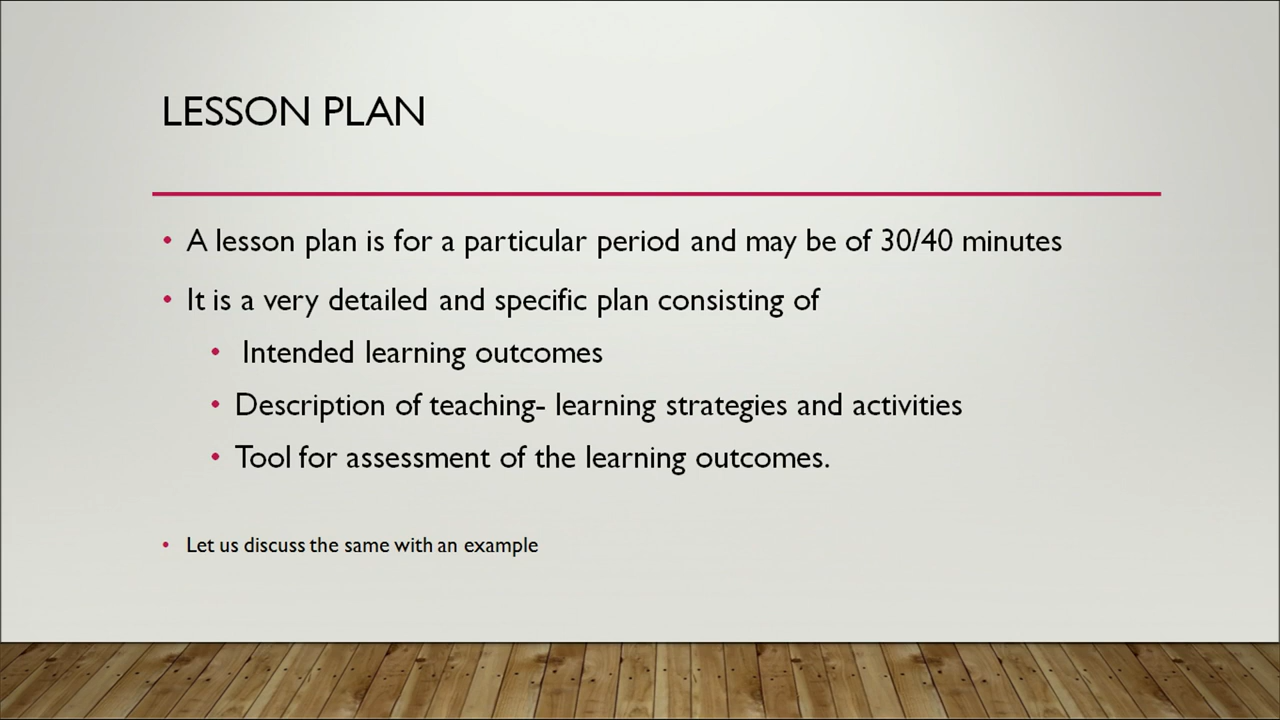 LESSON PLAN
• A lesson plan is for a particular period and may be of 30/40 minutes
• It is a very detailed and specific plan consisting of
• Intended learning outcomes
• Description of teaching- learning strategies and activities
• Tool for assessment of the learning outcomes.
• Let us discuss the same with an example